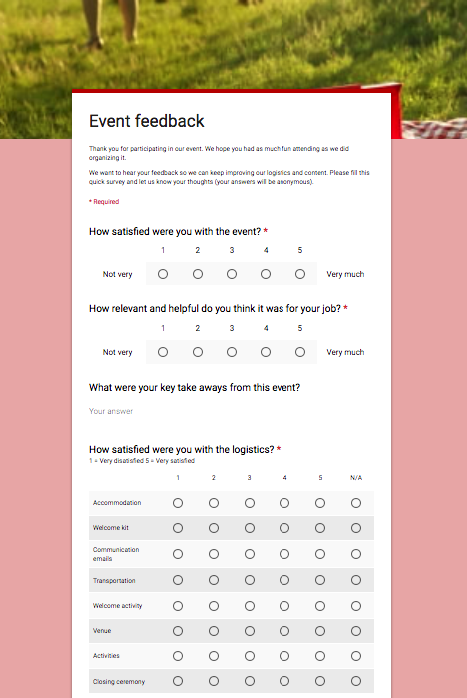 Event feedback
Thank you for participating in our event. We hope you had as much fun attending as we did
organizing it.
We want to hear your feedback so we can keep improving our logistics and content. Please fill this
quick survey and let us know your thoughts (your answers will be anonymous).
* Required
How satisfied were you with the event? *
1 2 3 4 5
Not very Very much
How relevant and helpful do you think it was for your job? *
1 2 3 4 5
Not very Very much
What were your key take aways from this event?
Your answer
How satisfied were you with the logistics? *
1 = Very disatisfied 5 = Very satisfied
1 2 3 4 5 N/A
Accommodation
Welcome kit
Communication
emails
Transportation
Welcome activity
Venue
Activities
Closing ceremony